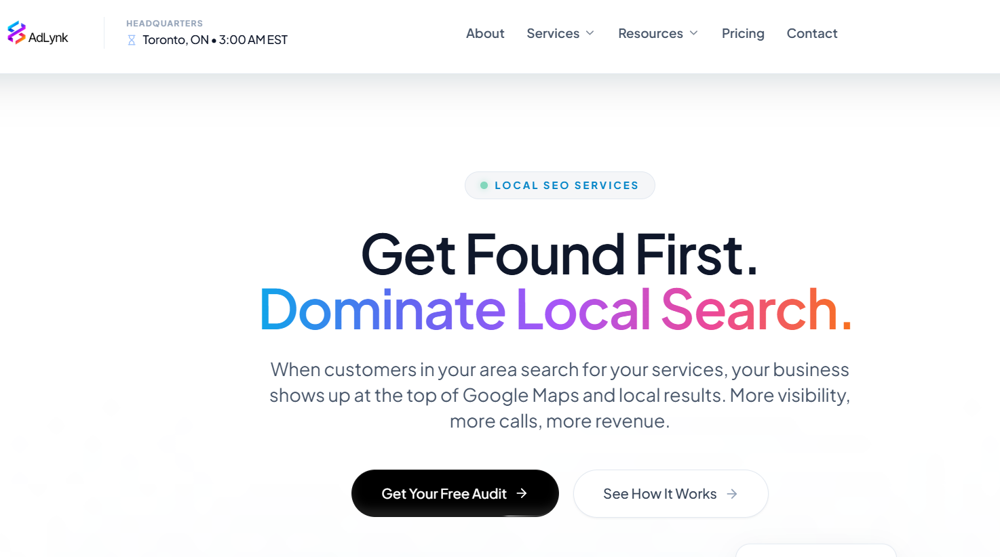 AdLynk
HEADQUARTERS
Toronto, ON • 3:00 AM EST
About
Services
Resources
Pricing
Contact
LOCAL SEO SERVICES
Get Found First.
Dominate Local Search.
When customers in your area search for your services, your business
shows up at the top of Google Maps and local results. More visibility,
more calls, more revenue.
Get Your Free Audit →
See How It Works →